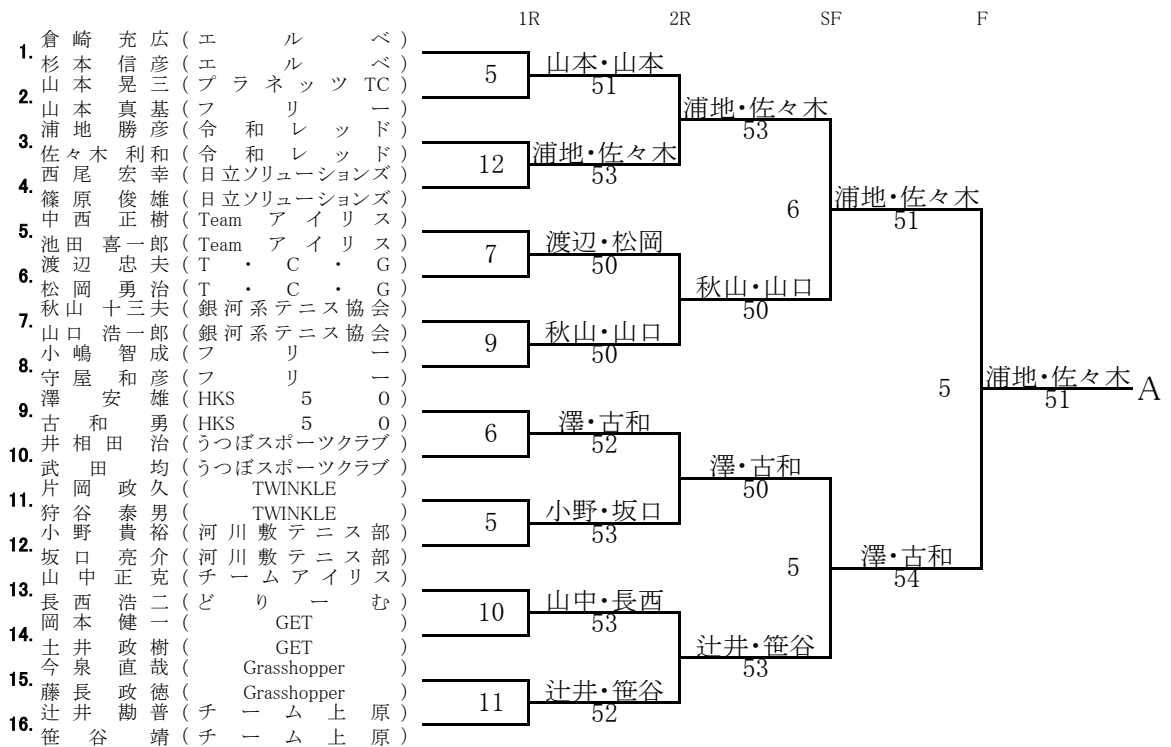 1R 2R SF F
1.
倉崎 充広 (エルベ)
杉本 信彦 (エルベ)
2.
山本 晃三 (プラネッツTC)
山本 真基 (フリー)
3.
浦地 勝彦 (令和レッド)
佐々木 利和 (令和レッド)
4.
西尾 宏幸 (日立ソリューションズ)
篠原 俊雄 (日立ソリューションズ)
5.
中西 正樹 (Team アイリス)
池田 喜一郎 (Team アイリス)
6.
渡辺 忠夫 (T・C・G)
松岡 勇治 (T・C・G)
7.
秋山 十三夫 (銀河系テニス協会)
山口 浩一郎 (銀河系テニス協会)
8.
小嶋 智成 (フリー)
守屋 和彦 (フリー)
9.
澤 安雄 (HKS 50)
古和 勇 (HKS 50)
10.
井相田 治 (うつぼスポーツクラブ)
武田 均 (うつぼスポーツクラブ)
11.
片岡 政久 (TWINKLE)
狩谷 泰男 (TWINKLE)
12.
小野 貴裕 (河川敷テニス部)
坂口 亮介 (河川敷テニス部)
13.
山中 正克 (チームアイリス)
長西 浩二 (どりーむ)
14.
岡本 健一 (GET)
土井 政樹 (GET)
15.
今泉 直哉 (Grasshopper)
藤長 政徳 (Grasshopper)
16.
辻井 勘普 (チーム上原)
笹谷 靖 (チーム上原)
5
12
7
9
6
5
10
11
山本・山本
51
浦地・佐々木
53
渡辺・松岡
50
秋山・山口
50
澤・古和
52
小野・坂口
53
山中・長西
53
辻井・笹谷
52
浦地・佐々木
53
秋山・山口
50
澤・古和
50
辻井・笹谷
53
6
5
浦地・佐々木
51
澤・古和
54
5
浦地・佐々木
51
A